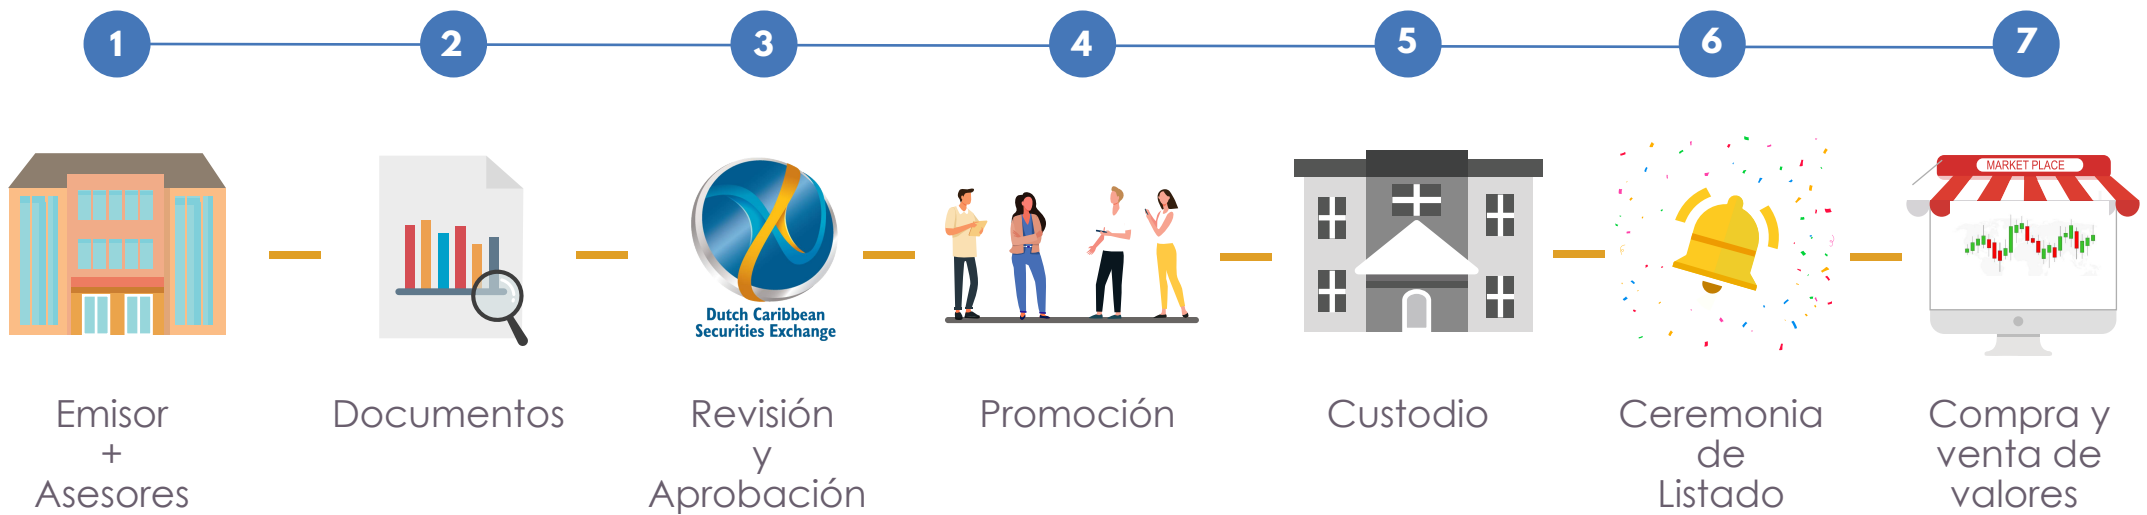 1 2 3 4 5 6 7
MARKET PLACE
Dutch Caribbean
Securities Exchange
Emisor
+
Asesores
Documentos
Revisión
y
Aprobación
Promoción
Custodio
Ceremonia
de
Listado
Compra y
venta de
valores